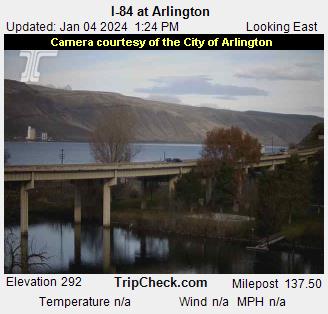 I-84 at Arlington
Updated: Jan 04 2024 1:24 PM Looking East
Camera courtesy of the City of Arlington
Elevation 292 TripCheck.com Milepost 137.50
Temperature n/a Wind n/a MPH n/a